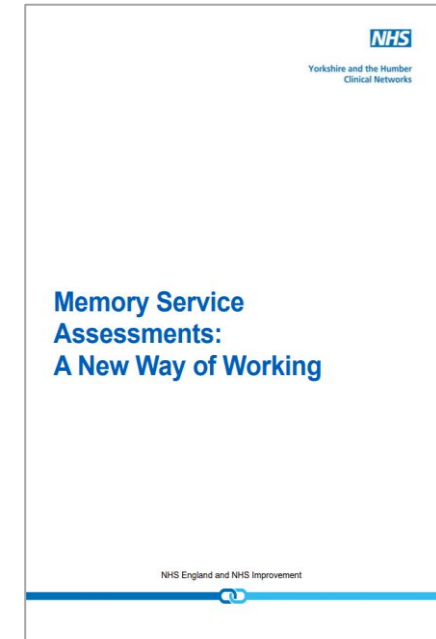 NHS
Yorkshire and the Humber
Clinical Networks
Memory Service
Assessments:
A New Way of Working
NHS England and NHS Improvement